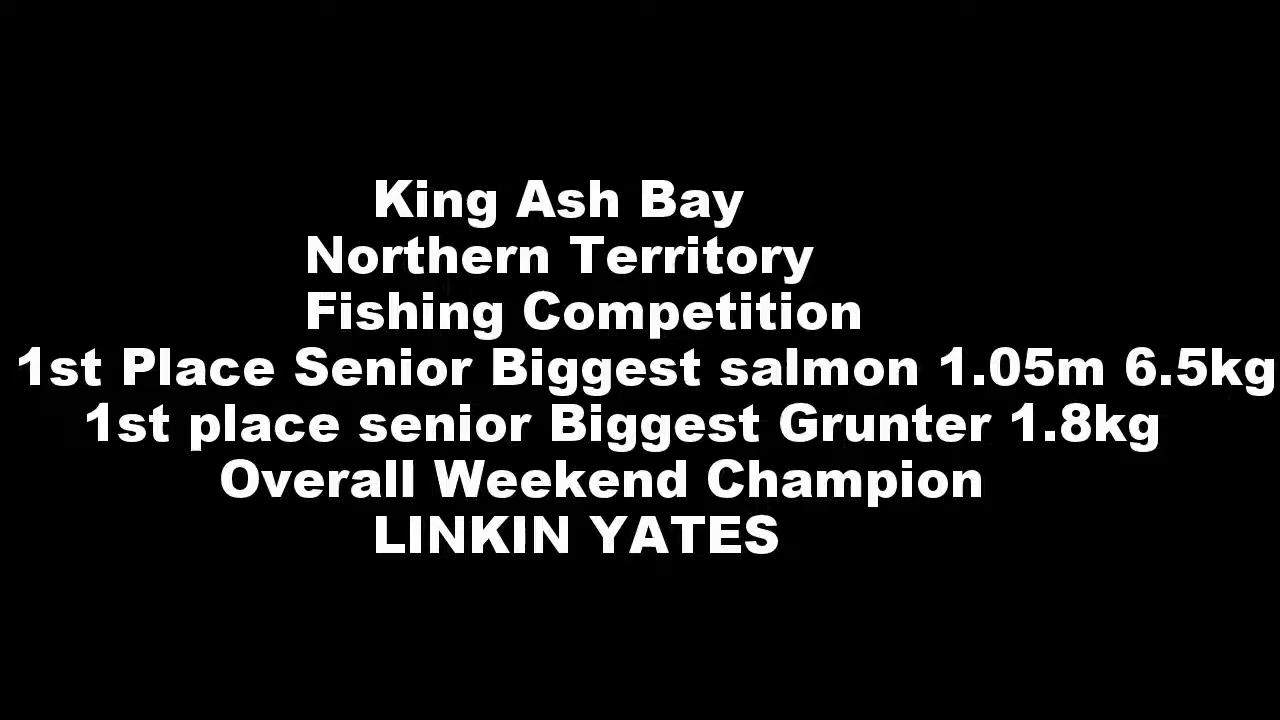 King Ash Bay
Northern Territory
Fishing Competition
1st Place Senior Biggest salmon 1.05m 6.5kg
1st place senior Biggest Grunter 1.8kg
Overall Weekend Champion
LINKIN YATES